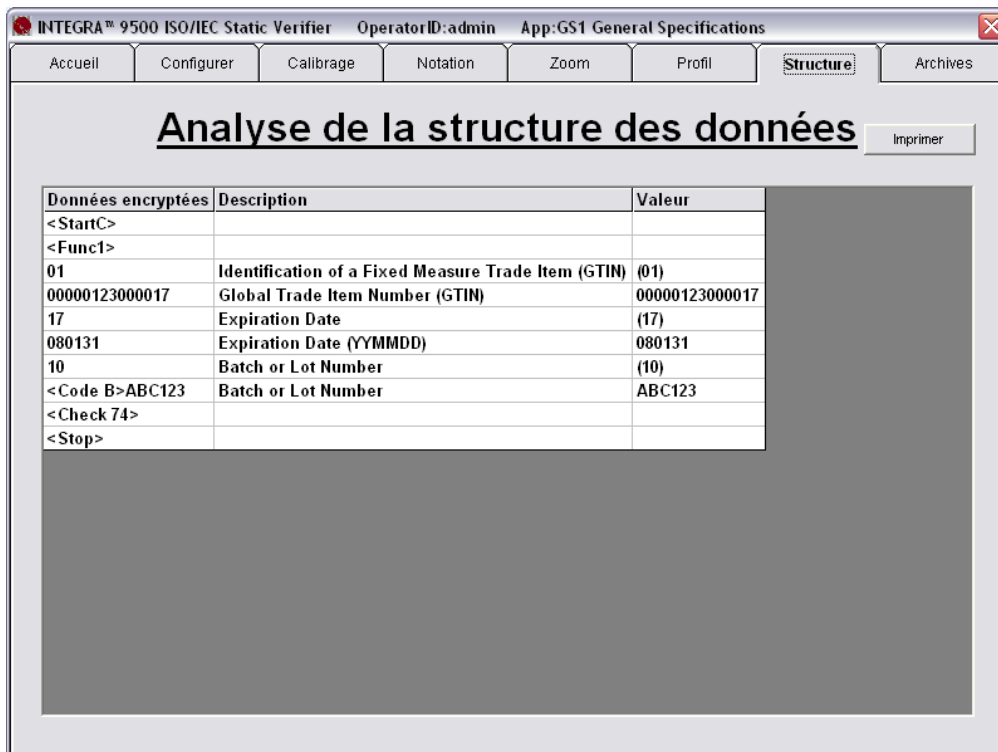 INTEGRA™ 9500 ISO/IEC Static Verifier OperatorID:admin App:GS1 General Specifications
Accueil Configurer Calibrage Notation Zoom Profil Structure Archives
Analyse de la structure des données
Imprimer
Données encryptées Description Valeur
<StartC>
<Func1>
01 Identification of a Fixed Measure Trade Item (GTIN) (01)
00000123000017 Global Trade Item Number (GTIN) 00000123000017
17 Expiration Date (17)
080131 Expiration Date (YYMMDD) 080131
10 Batch or Lot Number (10)
<Code B>ABC123 Batch or Lot Number ABC123
<Check 74>
<Stop>